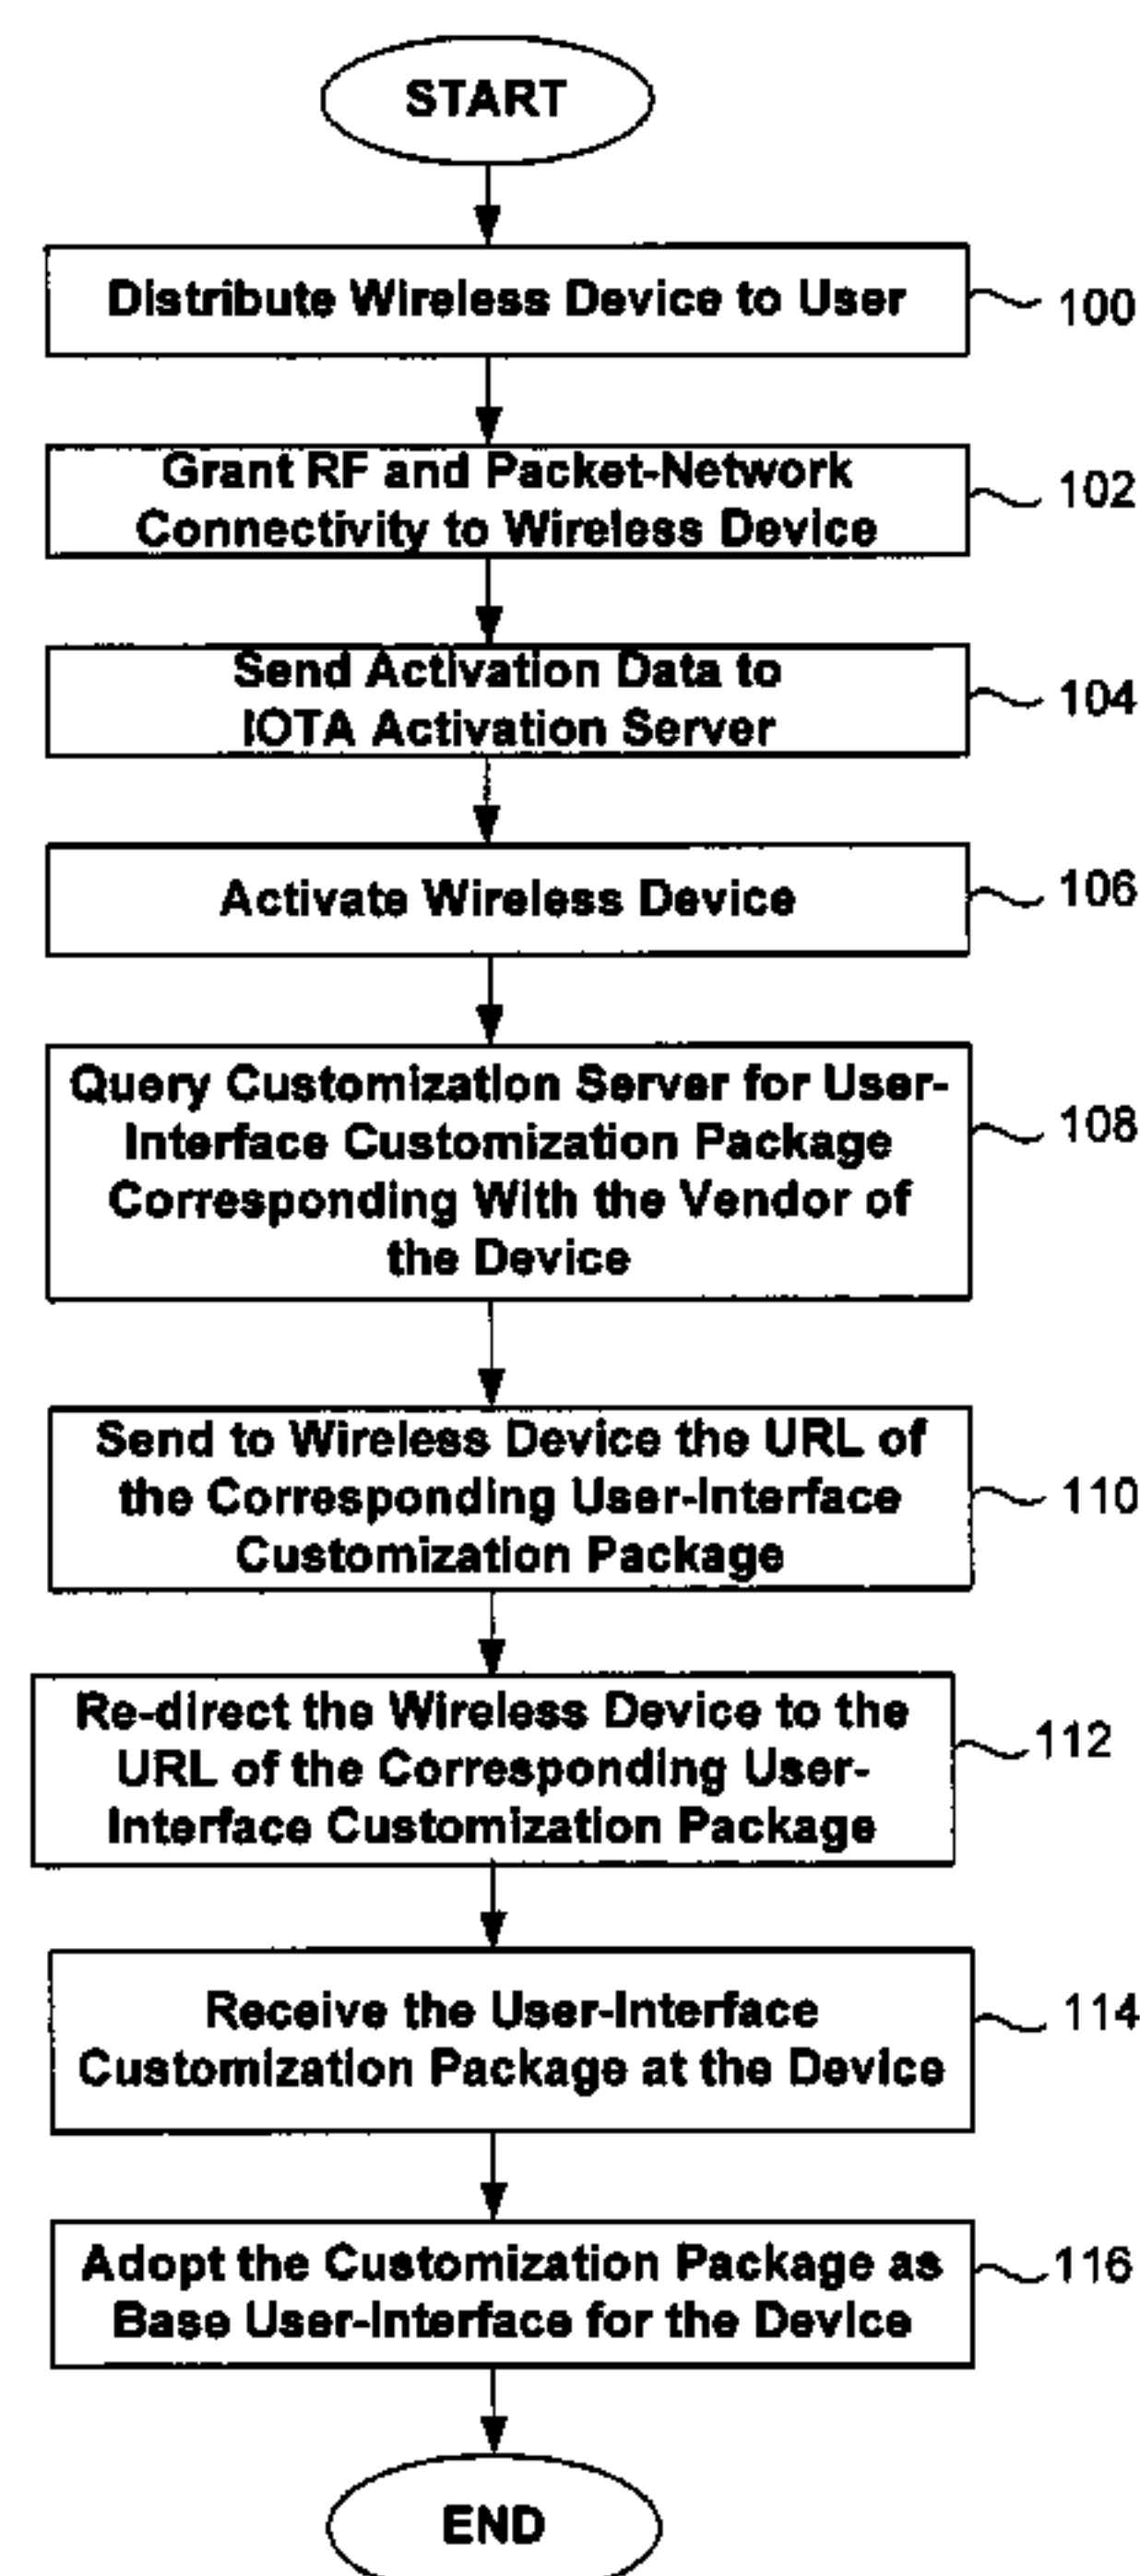 START
Distribute Wireless Device to User
100
Grant RF and Packet-Network
Connectivity to Wireless Device
102
Send Activation Data to
IOTA Activation Server
104
Activate Wireless Device
106
Query Customization Server for User-
Interface Customization Package
Corresponding With the Vendor of
the Device
108
Send to Wireless Device the URL of
the Corresponding User-Interface
Customization Package
110
Re-direct the Wireless Device to the
URL of the Corresponding User-
Interface Customization Package
112
Receive the User-Interface
Customization Package at the Device
114
Adopt the Customization Package as
Base User-Interface for the Device
116
END